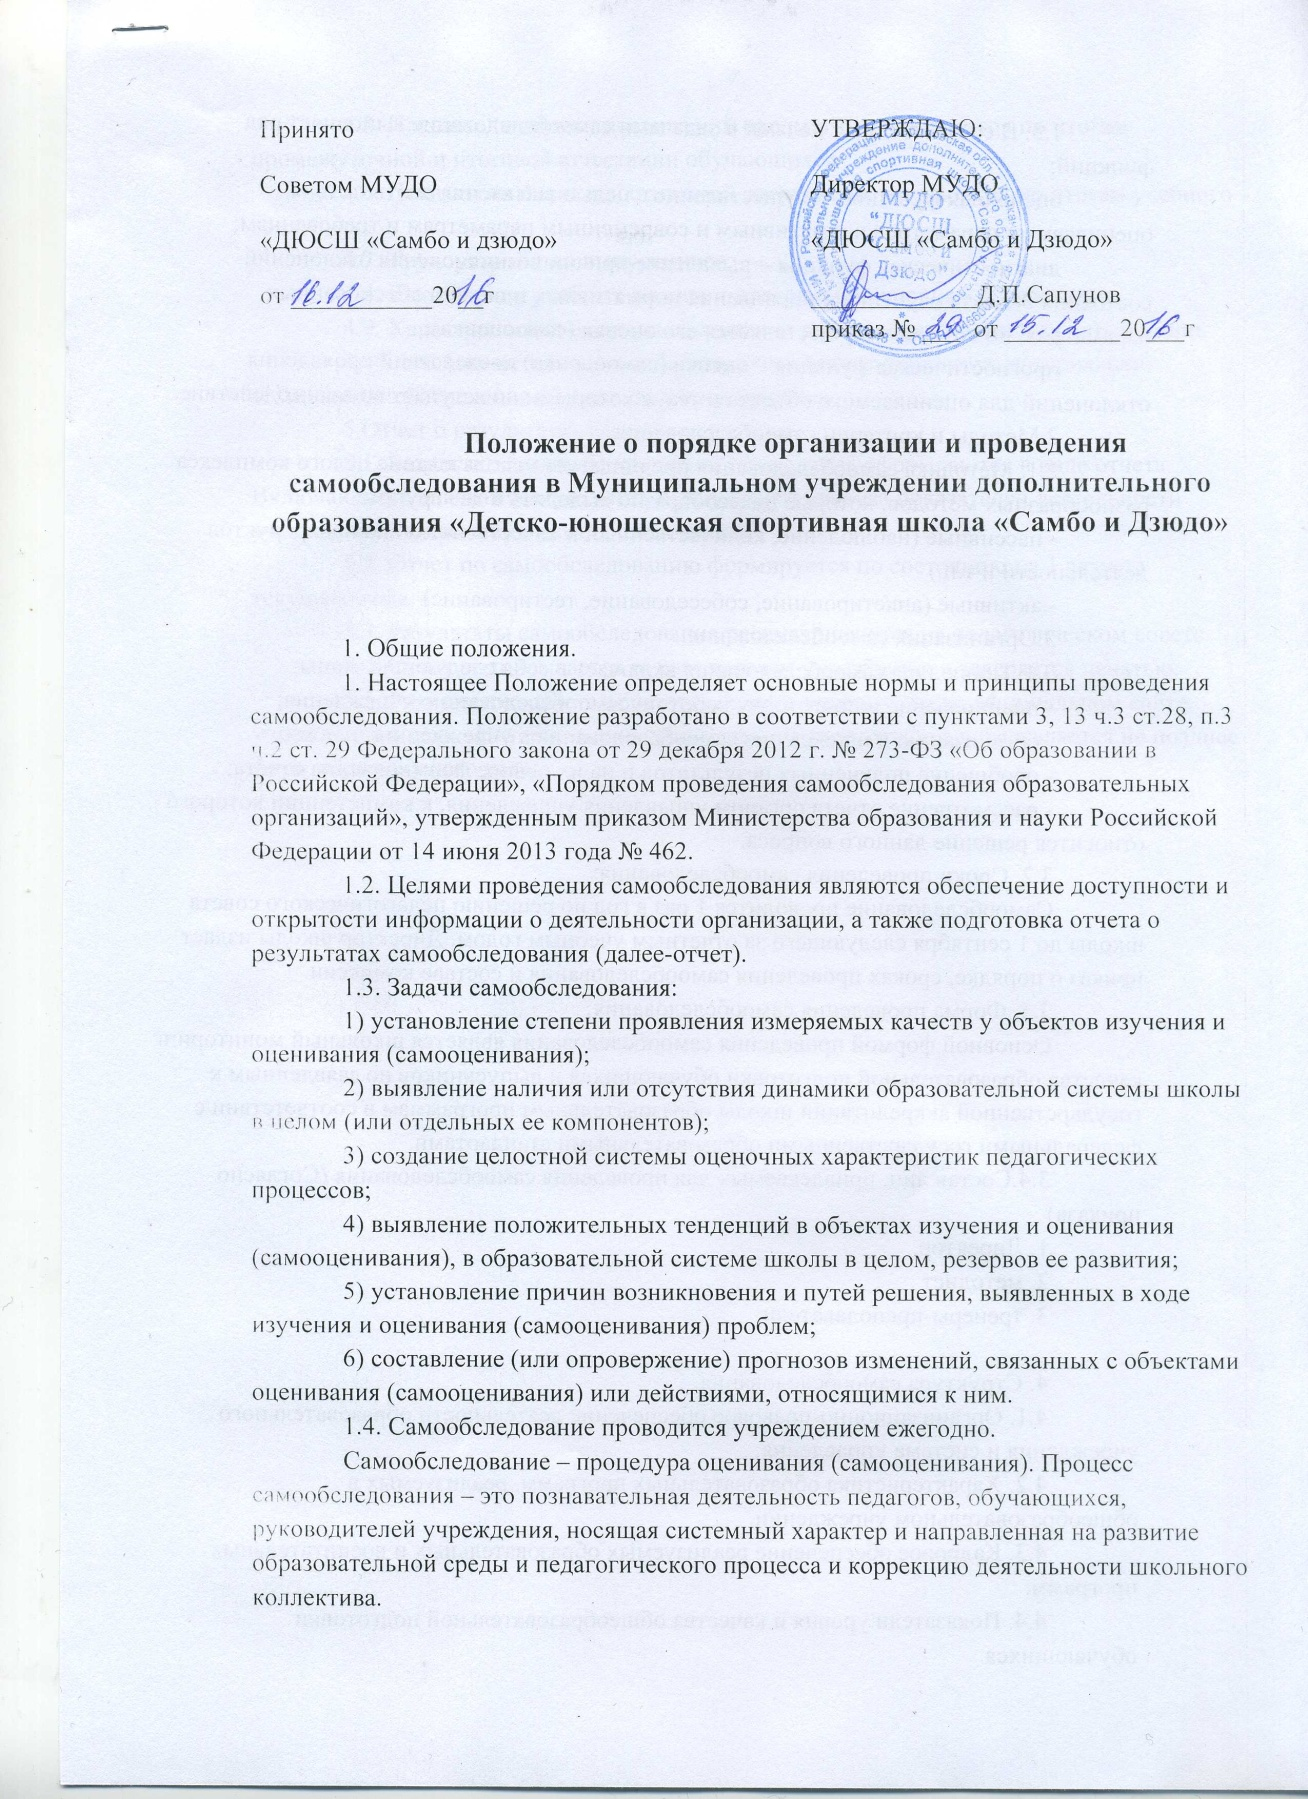 Принято
Советом МУДО
«ДЮСШ «Самбо и дзюдо»
от 16.12 2016г
УТВЕРЖДАЮ:
Директор МУДО
«ДЮСШ «Самбо и Дзюдо»
Д.И.Сапунов
приказ № 29 от 15.12 2016 г
МУДО
"ДЮСШ
"Самбо и
Дзюдо"
Положение о порядке организации и проведения
самообследования в Муниципальном учреждении дополнительного
образования «Детско-юношеская спортивная школа «Самбо и Дзюдо»
1. Общие положения.
1. Настоящее Положение определяет основные нормы и принципы проведения
самообследования. Положение разработано в соответствии с пунктами 3, 13 ч.3 ст.28, п.3
ч.2 ст. 29 Федерального закона от 29 декабря 2012 г. № 273-ФЗ «Об образовании в
Российской Федерации», «Порядком проведения самообследования образовательных
организаций», утвержденным приказом Министерства образования и науки Российской
Федерации от 14 июня 2013 года № 462.
1.2. Целями проведения самообследования являются обеспечение доступности и
открытости информации о деятельности организации, а также подготовка отчета о
результатах самообследования (далее-отчет).
1.3. Задачи самообследования:
1) установление степени проявления измеряемых качеств у объектов изучения и
оценивания (самооценивания);
2) выявление наличия или отсутствия динамики образовательной системы школы
в целом (или отдельных ее компонентов);
3) создание целостной системы оценочных характеристик педагогических
процессов;
4) выявление положительных тенденций в объектах изучения и оценивания
(самооценивания), в образовательной системе школы в целом, резервов ее развития;
5) установление причин возникновения и путей решения, выявленных в ходе
изучения и оценивания (самооценивания) проблем;
6) составление (или опровержение) прогнозов изменений, связанных с объектами
оценивания (самооценивания) или действиями, относящимися к ним.
1.4. Самообследование проводится учреждением ежегодно.
Самообследование – процедура оценивания (самооценивания). Процесс
самообследования – это познавательная деятельность педагогов, обучающихся,
руководителей учреждения, носящая системный характер и направленная на развитие
образовательной среды и педагогического процесса и коррекцию деятельности школьного
коллектива.